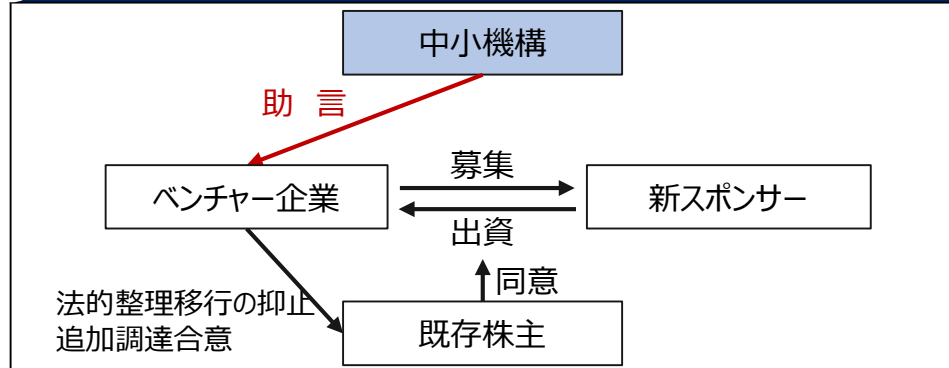 中小機構
助 言
募集
ベンチャー企業
新スポンサー
出資
同意
法的整理移行の抑止
追加調達合意
既存株主